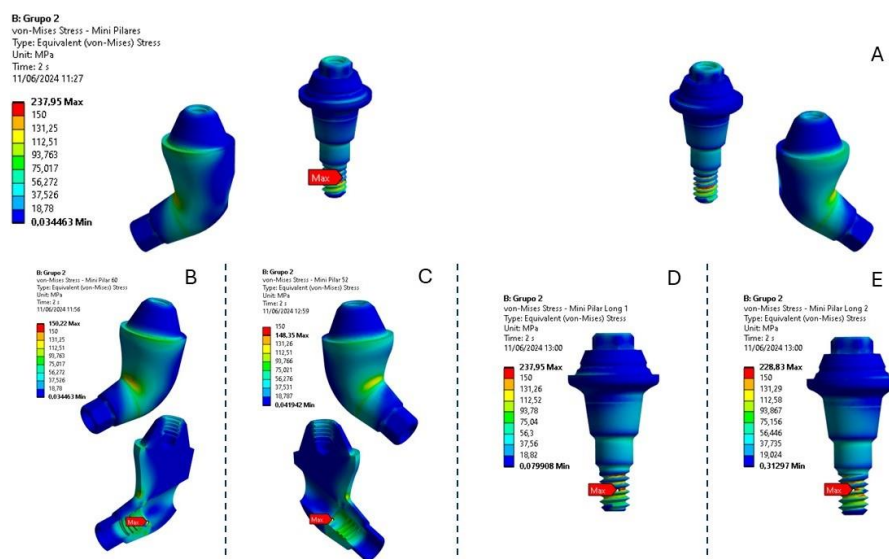 B: Grupo 2
von-Mises Stress - Mini Pilares
Type: Equivalent (von-Mises) Stress
Unit: MPa
Time: 2 s
11/06/2024 11:27
237,95 Max
150
131,25
112,51
93,763
75,017
56,272
37,526
18,78
0,034463 Min
Max
A
B: Grupo 2
von-Mises Stress - Mini Pilar 60
Type: Equivalent (von-Mises) Stress
Unit: MPa
Time: 2 s
11/06/2024 11:56
150,22 Max
150
131,25
112,51
93,763
75,017
56,272
37,526
18,78
0,034463 Min
Max
B
B: Grupo 2
von-Mises Stress - Mini Pilar 52
Type: Equivalent (von-Mises) Stress
Unit: MPa
Time: 2 s
11/06/2024 12:59
150
148,35 Max
131,26
112,51
93,766
75,021
56,276
37,531
18,787
0,041942 Min
Max
C
B: Grupo 2
von-Mises Stress - Mini Pilar Long 1
Type: Equivalent (von-Mises) Stress
Unit: MPa
Time: 2 s
11/06/2024 13:00
237,95 Max
150
131,26
112,52
93,78
75,04
56,3
37,56
18,82
0,079908 Min
Max
D
B: Grupo 2
von-Mises Stress - Mini Pilar Long 2
Type: Equivalent (von-Mises) Stress
Unit: MPa
Time: 2 s
11/06/2024 13:00
228,83 Max
150
131,29
112,58
93,867
75,156
56,446
37,735
19,024
0,31297 Min
Max
E